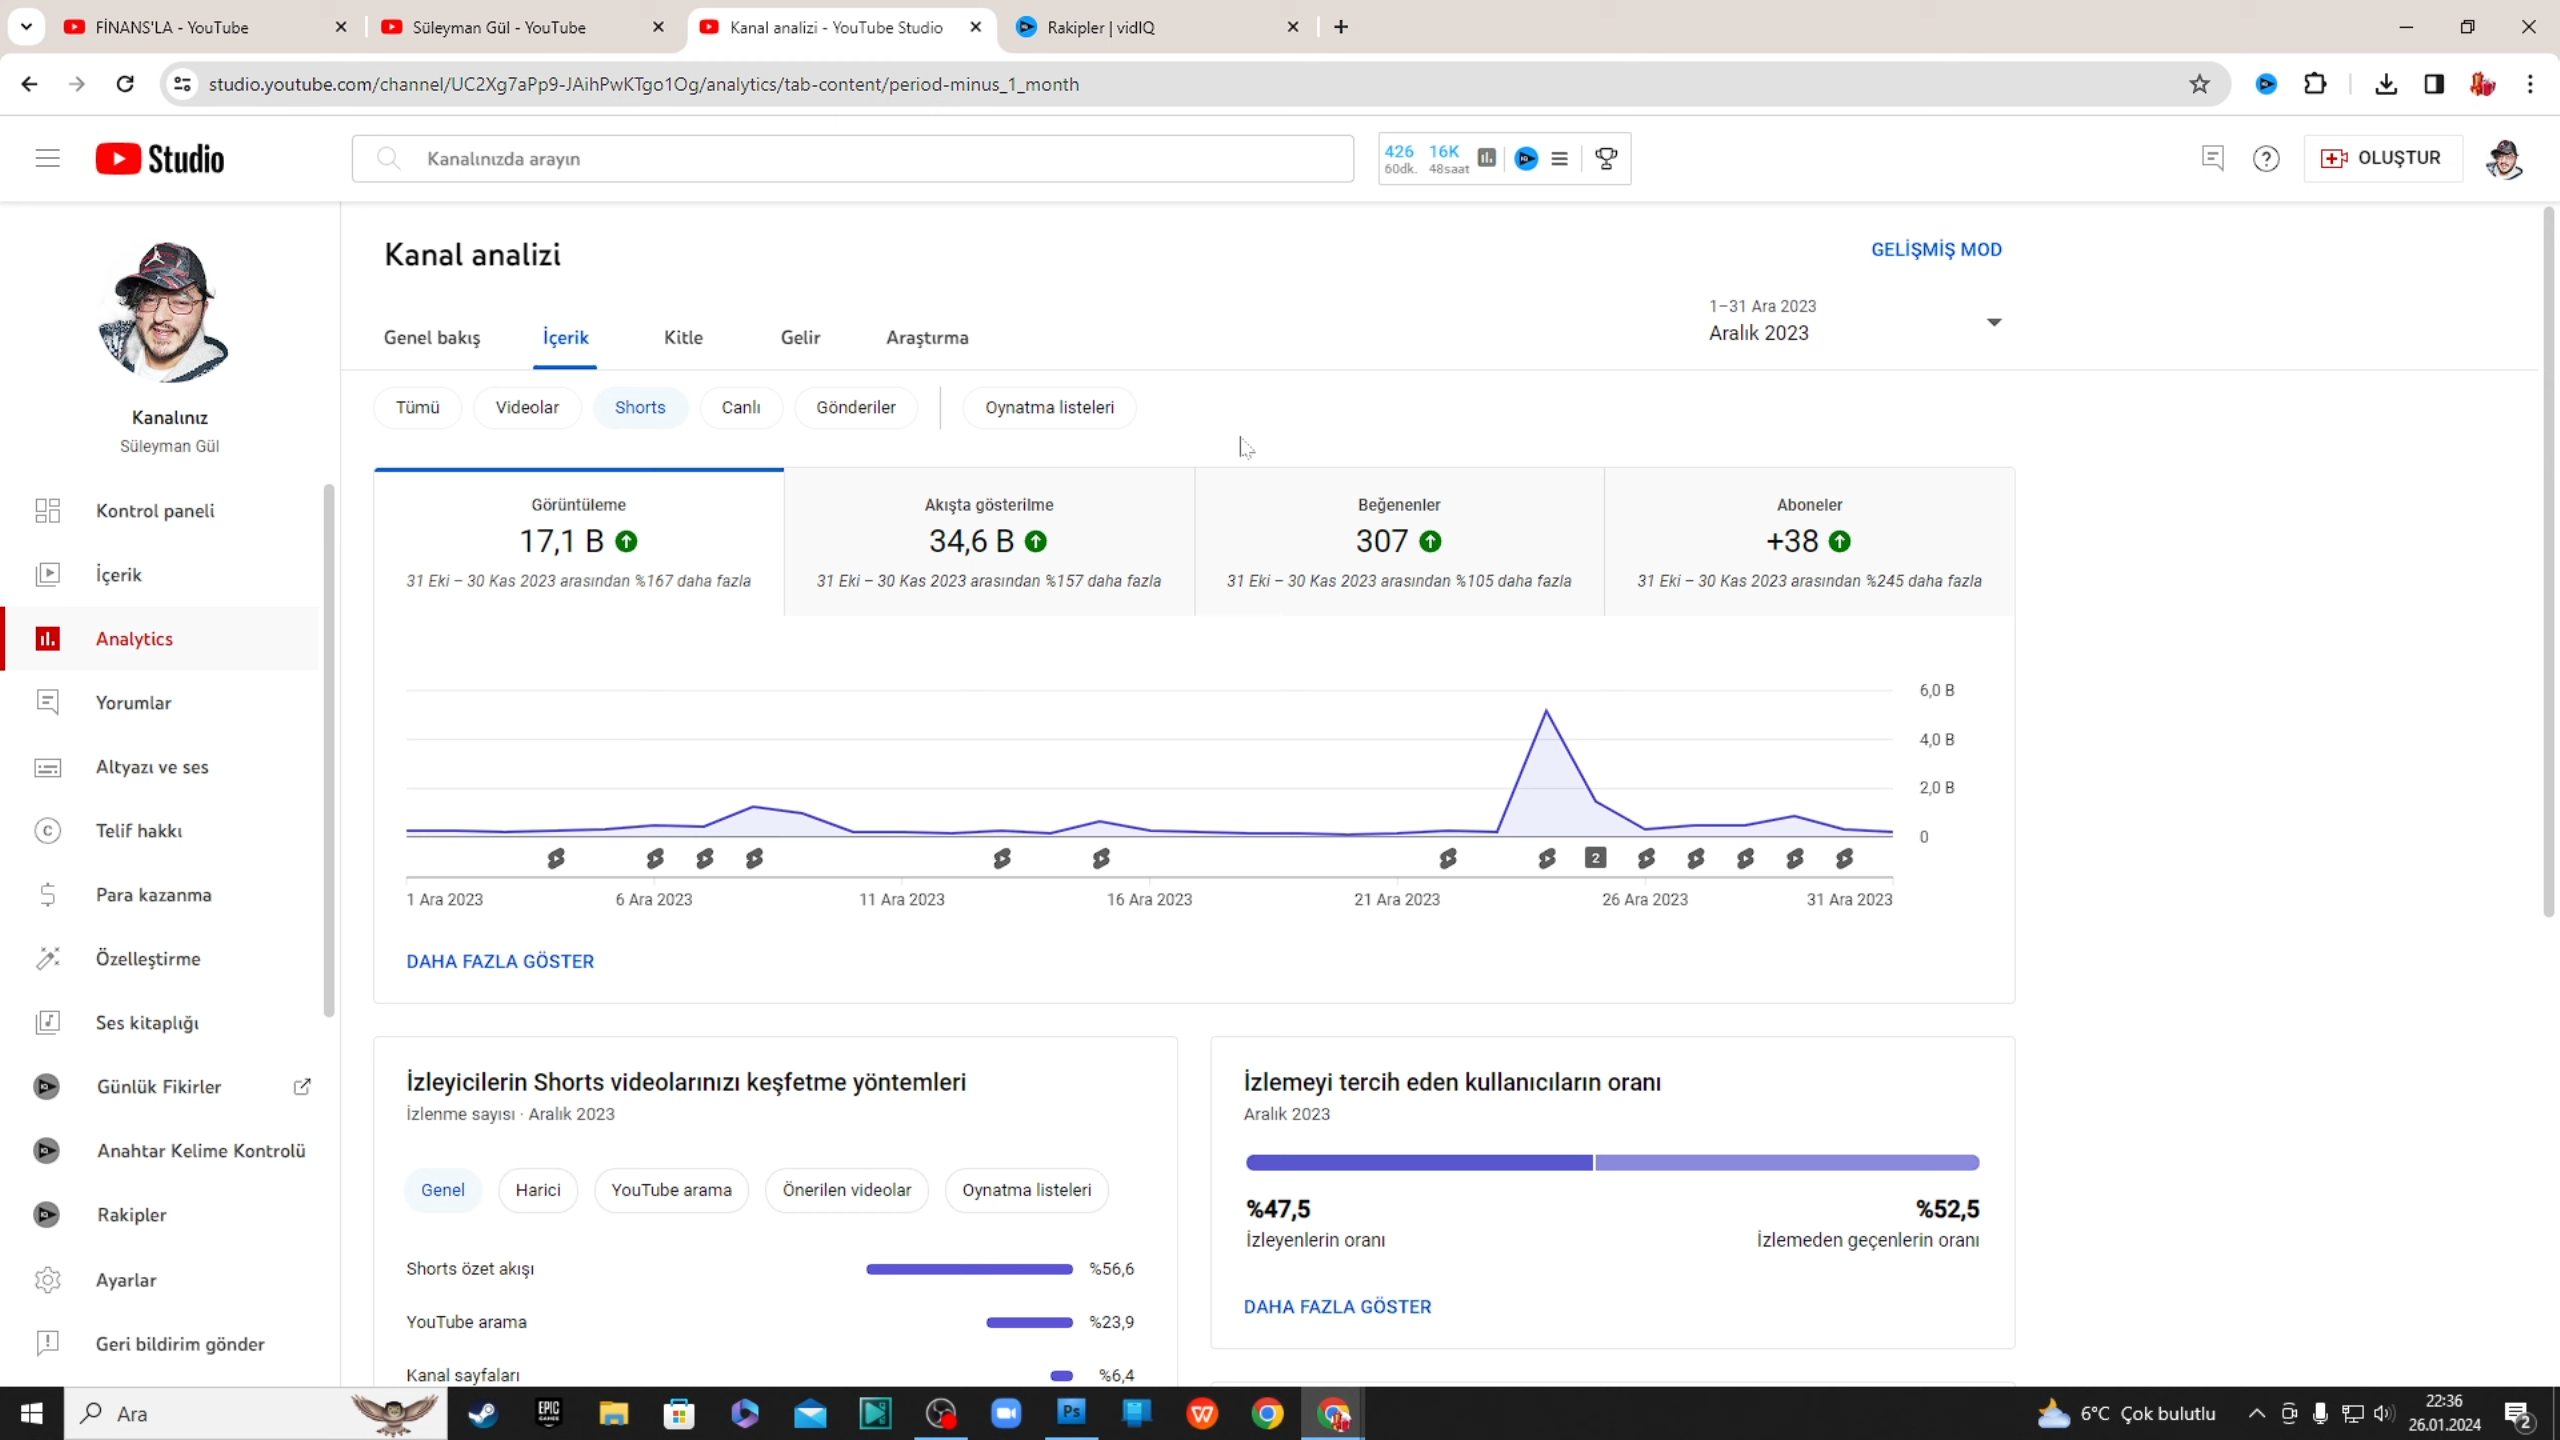 FİNANS'LA - YouTube
Süleyman Gül - YouTube
Kanal analizi - YouTube Studio
Rakipler | vidIQ
studio.youtube.com/channel/UC2Xg7aPp9-JAihPwKTgo1Og/analytics/tab-content/period-minus_1_month
Studio
Kanalınızda arayın
426 16K
60dk. 48saat
OLUŞTUR
Kanalınız
Süleyman Gül
Kontrol paneli
İçerik
Analytics
Yorumlar
Altyazı ve ses
Telif hakkı
Para kazanma
Özelleştirme
Ses kitaplığı
Günlük Fikirler
Anahtar Kelime Kontrolü
Rakipler
Ayarlar
Geri bildirim gönder
Kanal analizi
GELİŞMİŞ MOD
Genel bakış İçerik Kitle Gelir Araştırma
1–31 Ara 2023
Aralık 2023
Tümü Videolar Shorts Canlı Gönderiler Oynatma listeleri
Görüntüleme
17,1 B
31 Eki – 30 Kas 2023 arasından %167 daha fazla
Akışta gösterilme
34,6 B
31 Eki – 30 Kas 2023 arasından %157 daha fazla
Beğenenler
307
31 Eki – 30 Kas 2023 arasından %105 daha fazla
Aboneler
+38
31 Eki – 30 Kas 2023 arasından %245 daha fazla
6,0 B
4,0 B
2,0 B
0
2
1 Ara 2023 6 Ara 2023 11 Ara 2023 16 Ara 2023 21 Ara 2023 26 Ara 2023 31 Ara 2023
DAHA FAZLA GÖSTER
İzleyicilerin Shorts videolarınızı keşfetme yöntemleri
İzlenme sayısı · Aralık 2023
Genel Harici YouTube arama Önerilen videolar Oynatma listeleri
Shorts özet akışı %56,6
YouTube arama %23,9
Kanal sayfaları %6,4
İzlemeyi tercih eden kullanıcıların oranı
Aralık 2023
%47,5 %52,5
İzleyenlerin oranı İzlemeden geçenlerin oranı
DAHA FAZLA GÖSTER
Ara
EPIC
GAMES
Ps
6°C Çok bulutlu
22:36
26.01.2024
2